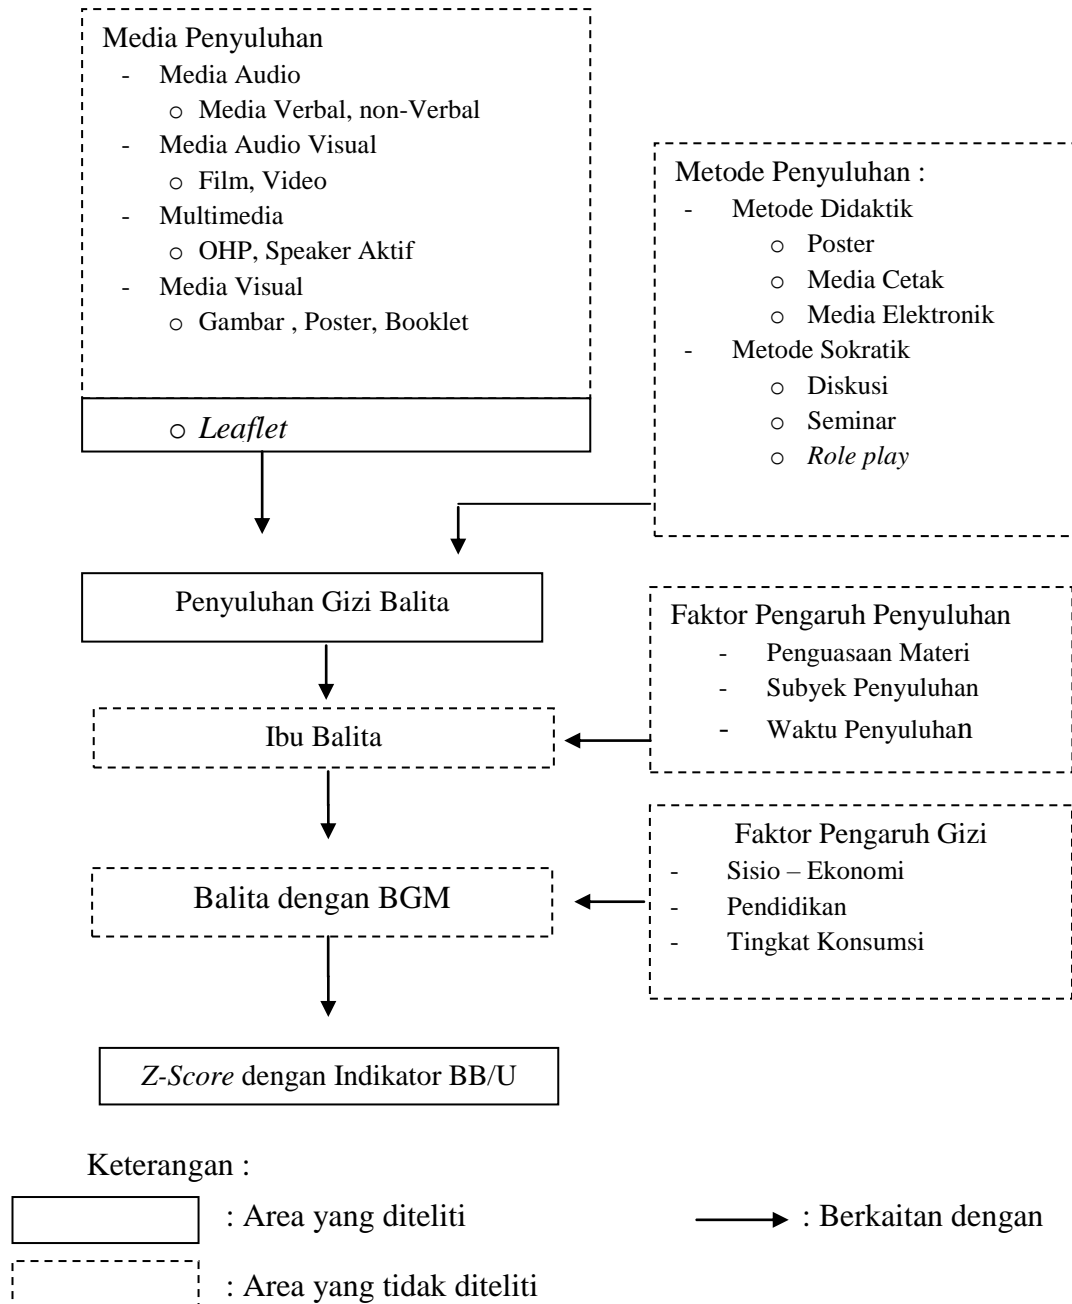 Media Penyuluhan
- Media Audio
o Media Verbal, non-Verbal
- Media Audio Visual
o Film, Video
- Multimedia
o OHP, Speaker Aktif
- Media Visual
o Gambar , Poster, Booklet
o Leaflet
Metode Penyuluhan :
- Metode Didaktik
o Poster
o Media Cetak
o Media Elektronik
- Metode Sokratik
o Diskusi
o Seminar
o Role play
Penyuluhan Gizi Balita
Faktor Pengaruh Penyuluhan
- Penguasaan Materi
- Subyek Penyuluhan
- Waktu Penyuluhan
Ibu Balita
Faktor Pengaruh Gizi
- Sisio – Ekonomi
- Pendidikan
- Tingkat Konsumsi
Balita dengan BGM
Z-Score dengan Indikator BB/U
Keterangan :
: Area yang diteliti
: Berkaitan dengan
: Area yang tidak diteliti